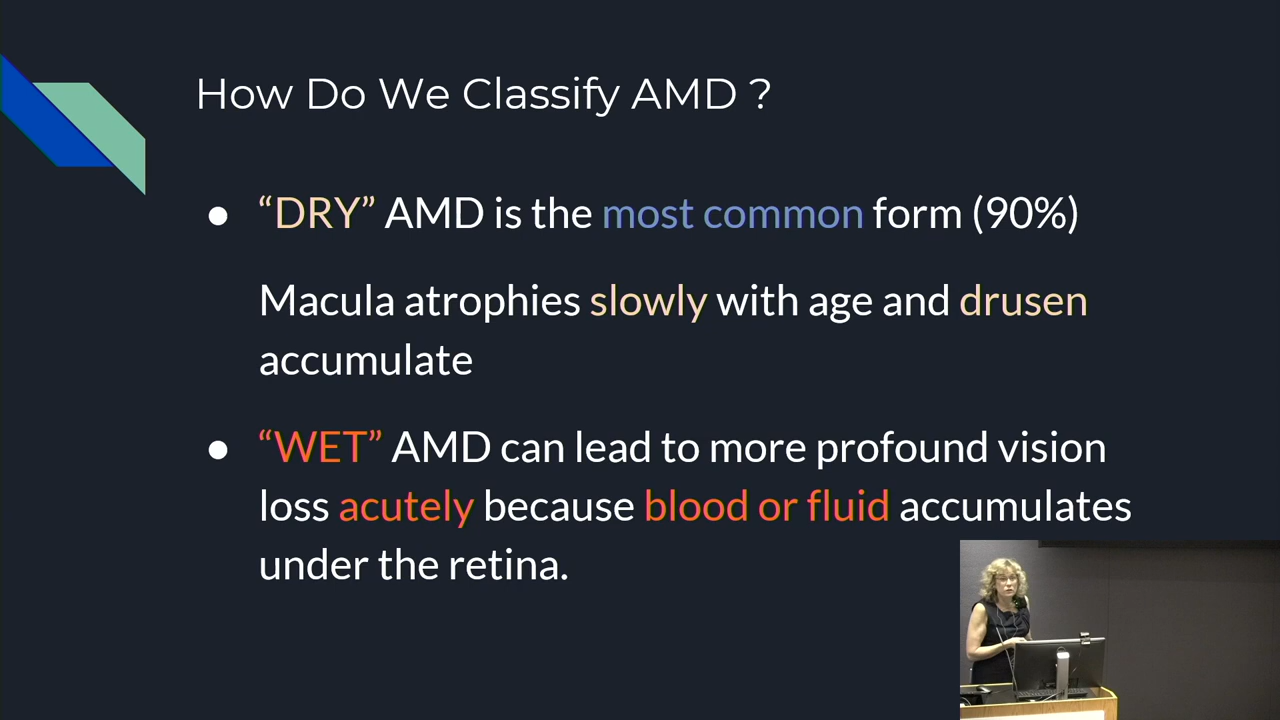 How Do We Classify AMD ?
● “DRY” AMD is the most common form (90%)
Macula atrophies slowly with age and drusen
accumulate
● “WET” AMD can lead to more profound vision
loss acutely because blood or fluid accumulates
under the retina.